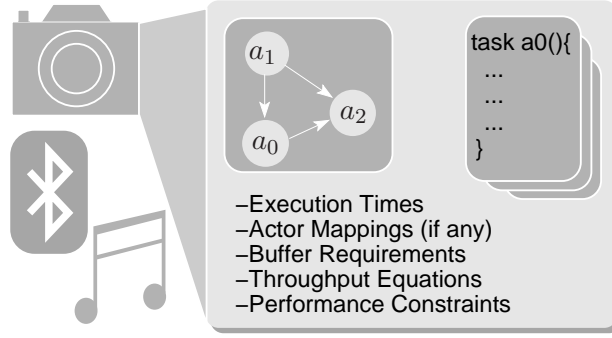 a1
a0
a2
task a0(){
...
...
...
}
–Execution Times
–Actor Mappings (if any)
–Buffer Requirements
–Throughput Equations
–Performance Constraints